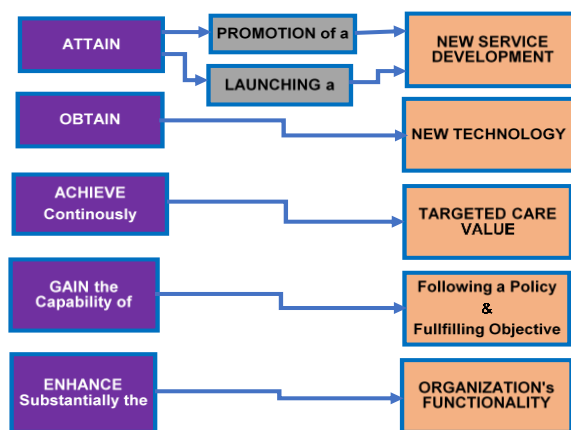 ATTAIN
PROMOTION of a
LAUNCHING a
NEW SERVICE
DEVELOPMENT
OBTAIN
NEW TECHNOLOGY
ACHIEVE
Continously
TARGETED CARE
VALUE
GAIN the
Capability of
Following a Policy
&
Fullfilling Objective
ENHANCE
Substantially the
ORGANIZATION's
FUNCTIONALITY